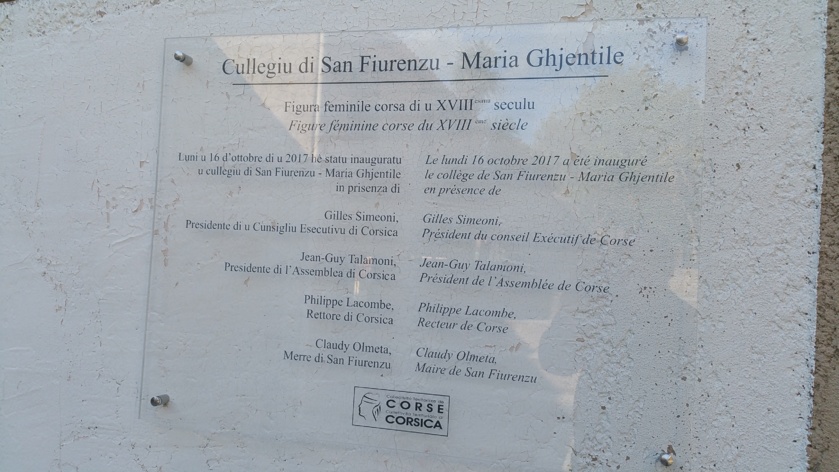 Cullegiu di San Fiurenzu - Maria Ghjentile
Figura feminile corsa di u XVIII esimu seculu
Figure féminine corse du XVIII ème siècle
Luni u 16 d'ottobre di u 2017 hè statu inauguratu
u cullegiu di San Fiurenzu - Maria Ghjentile
in prisenza di
Gilles Simeoni,
Presidente di u Cunsigliu Esecutivu di Corsica
Jean-Guy Talamoni,
Presidente di l'Assemblea di Corsica
Philippe Lacombe,
Rettore di Corsica
Claudy Olmeta,
Merre di San Fiurenzu
Le lundi 16 octobre 2017 a été inauguré
le collège de San Fiurenzu - Maria Ghjentile
en présence de
Gilles Simeoni,
Président du conseil Exécutif de Corse
Jean-Guy Talamoni,
Président de l'Assemblée de Corse
Philippe Lacombe,
Recteur de Corse
Claudy Olmeta,
Maire de San Fiurenzu
CORSE
CORSICA